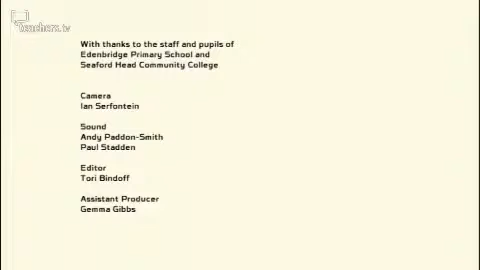 teachers.tv
With thanks to the staff and pupils of
Edenbridge Primary School and
Seaford Head Community College
Camera
Ian Serfontein
Sound
Andy Paddon-Smith
Paul Stadden
Editor
Tori Bindoff
Assistant Producer
Gemma Gibbs